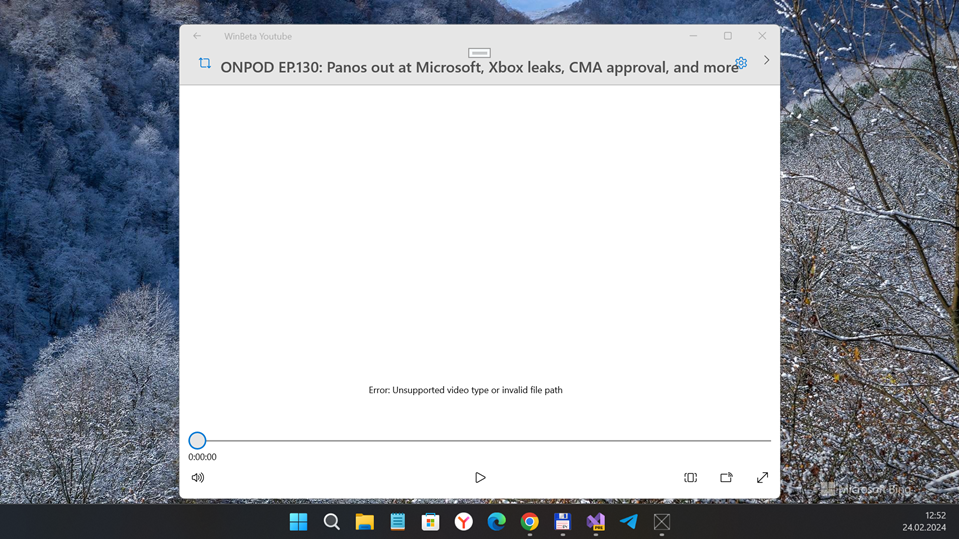 WinBeta Youtube
ONPOD EP.130: Panos out at Microsoft, Xbox leaks, CMA approval, and more
Error: Unsupported video type or invalid file path
0:00:00
Microsoft Bing
12:52
24.02.2024